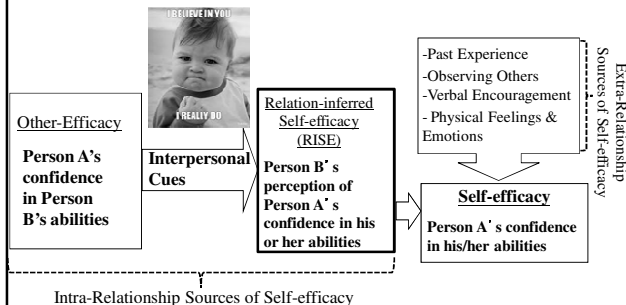 I BELIEVE IN YOU
I REALLY DO
Other-Efficacy
Person A's
confidence
in Person
B's abilities
Interpersonal
Cues
Relation-inferred
Self-efficacy
(RISE)
Person B's
perception of
Person A's
confidence in his
or her abilities
-Past Experience
-Observing Others
-Verbal Encouragement
- Physical Feelings &
Emotions
Extra-Relationship
Sources of Self-efficacy
Self-efficacy
Person A's confidence
in his/her abilities
Intra-Relationship Sources of Self-efficacy